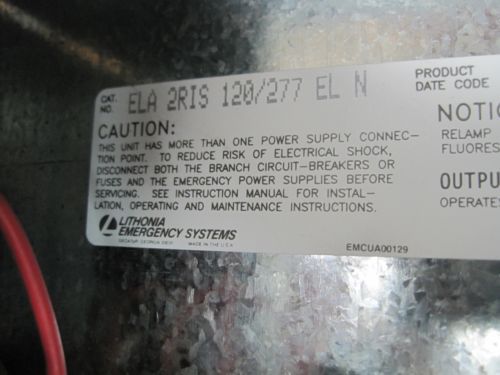 CAT. NO. ELA 2RIS 120/277 EL N
CAUTION:
THIS UNIT HAS MORE THAN ONE POWER SUPPLY CONNEC-
TION POINT. TO REDUCE RISK OF ELECTRICAL SHOCK,
DISCONNECT BOTH THE BRANCH CIRCUIT-BREAKERS OR
FUSES AND THE EMERGENCY POWER SUPPLIES BEFORE
SERVICING. SEE INSTRUCTION MANUAL FOR INSTAL-
LATION, OPERATING AND MAINTENANCE INSTRUCTIONS.
LITHONIA
EMERGENCY SYSTEMS
DECATUR GEORGIA MADE IN THE U.S.A.
EMCUA00129
PRODUCT
DATE CODE
NOTIC
RELAMP
FLUORES
OUTPU
OPERATE